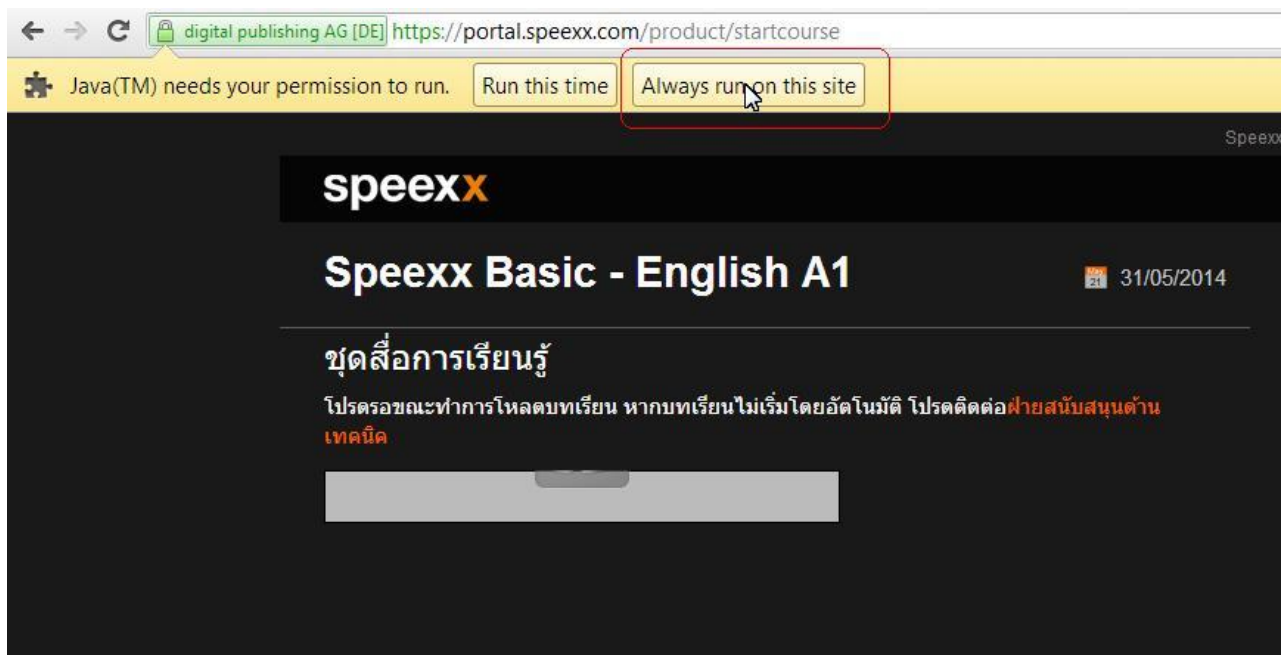 digital publishing AG [DE] https://portal.speexx.com/product/startcourse
Java(TM) needs your permission to run. Run this time Always run on this site
speexx
Speexx Basic - English A1
31/05/2014
ชุดสื่อการเรียนรู้
โปรดรอขณะทำการโหลดบทเรียน หากบทเรียนไม่เริ่มโดยอัตโนมัติ โปรดติดต่อฝ่ายสนับสนุนด้าน
เทคนิค